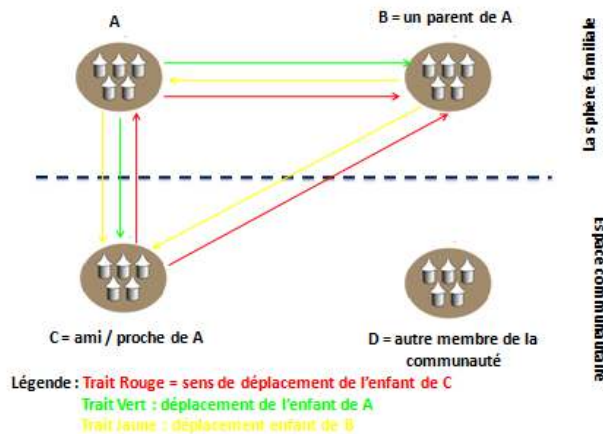 A
B = un parent de A
La sphère familiale
C = ami / proche de A
D = autre membre de la
communauté
Espace communautaire
Légende : Trait Rouge = sens de déplacement de l'enfant de C
Trait Vert : déplacement de l'enfant de A
Trait Jaune : déplacement enfant de B